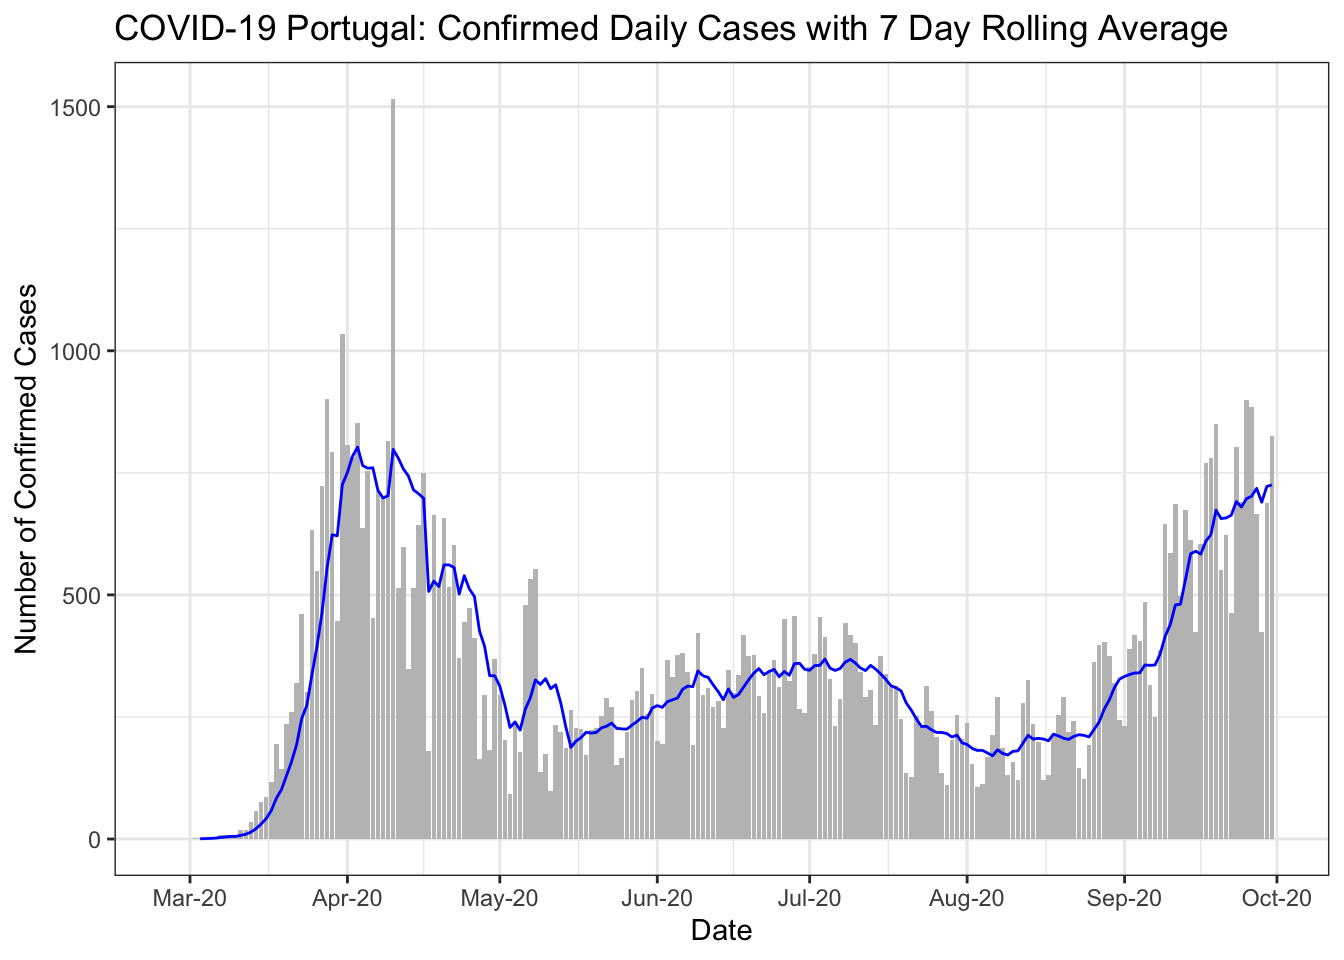 COVID-19 Portugal: Confirmed Daily Cases with 7 Day Rolling Average
Number of Confirmed Cases
1500
1000
500
0
Mar-20 Apr-20 May-20 Jun-20 Jul-20 Aug-20 Sep-20 Oct-20
Date